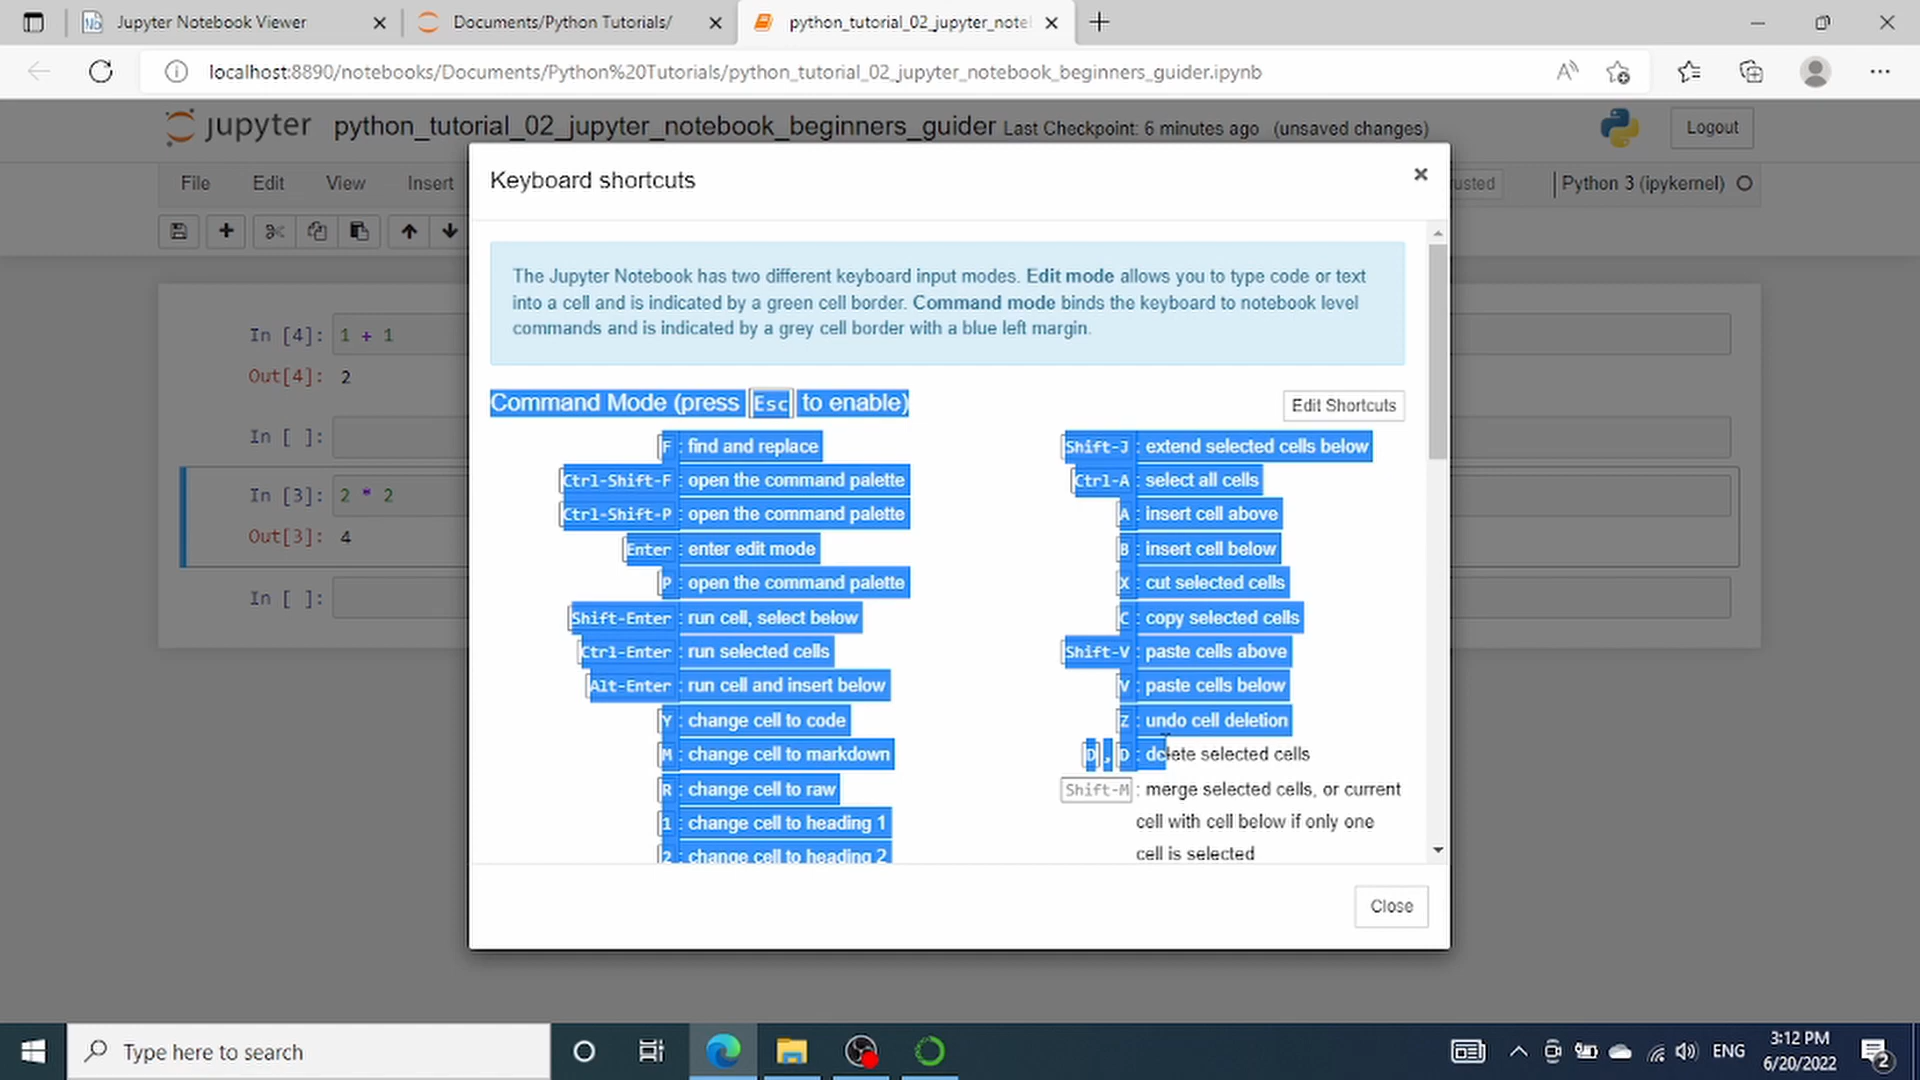 Jupyter Notebook Viewer
Documents/Python Tutorials/
python_tutorial_02_jupyter_note
localhost:8890/notebooks/Documents/Python%20Tutorials/python_tutorial_02_jupyter_notebook_beginners_guider.ipynb
jupyter python_tutorial_02_jupyter_notebook_beginners_guider Last Checkpoint: 6 minutes ago (unsaved changes)
Logout
File Edit View Insert
usted
Python 3 (ipykernel)
Keyboard shortcuts
The Jupyter Notebook has two different keyboard input modes. Edit mode allows you to type code or text
into a cell and is indicated by a green cell border. Command mode binds the keyboard to notebook level
commands and is indicated by a grey cell border with a blue left margin.
In [4]: 1 + 1
Out[4]: 2
In [ ]:
In [3]: 2 * 2
Out[3]: 4
In [ ]:
Command Mode (press Esc to enable)
Edit Shortcuts
F : find and replace
Ctrl-Shift-F : open the command palette
Ctrl-Shift-P : open the command palette
Enter : enter edit mode
P : open the command palette
Shift-Enter : run cell, select below
Ctrl-Enter : run selected cells
Alt-Enter : run cell and insert below
Y : change cell to code
M : change cell to markdown
R : change cell to raw
1 : change cell to heading 1
2 : change cell to heading 2
Shift-J : extend selected cells below
Ctrl-A : select all cells
A : insert cell above
B : insert cell below
X : cut selected cells
C : copy selected cells
Shift-V : paste cells above
V : paste cells below
Z : undo cell deletion
D , D : delete selected cells
Shift-M : merge selected cells, or current
cell with cell below if only one
cell is selected
Close
Type here to search
ENG
3:12 PM
6/20/2022
2